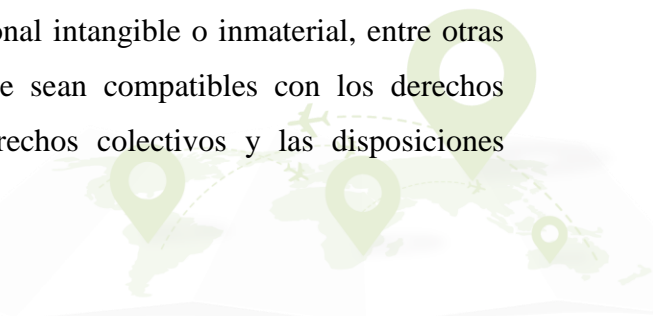 onal intangible o inmaterial, entre otras
e sean compatibles con los derechos
rechos colectivos y las disposiciones